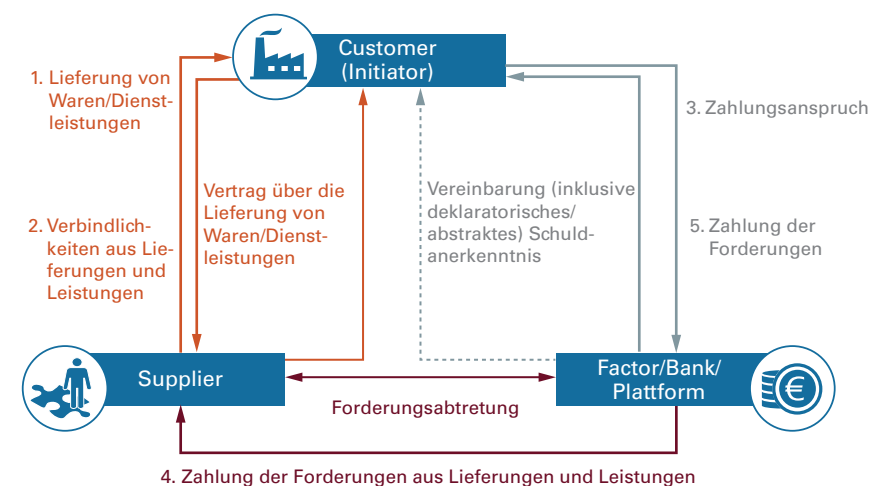 Customer
(Initiator)
1. Lieferung von
Waren/Dienst-
leistungen
3. Zahlungsanspruch
2. Verbindlich-
keiten aus Lie-
ferungen und
Leistungen
Vertrag über die
Lieferung von
Waren/Dienst-
leistungen
Vereinbarung (inklusive
deklaratorisches/
abstraktes) Schuld-
anerkenntnis
5. Zahlung der
Forderungen
Supplier
Forderungsabtretung
Factor/Bank/
Plattform
€
4. Zahlung der Forderungen aus Lieferungen und Leistungen